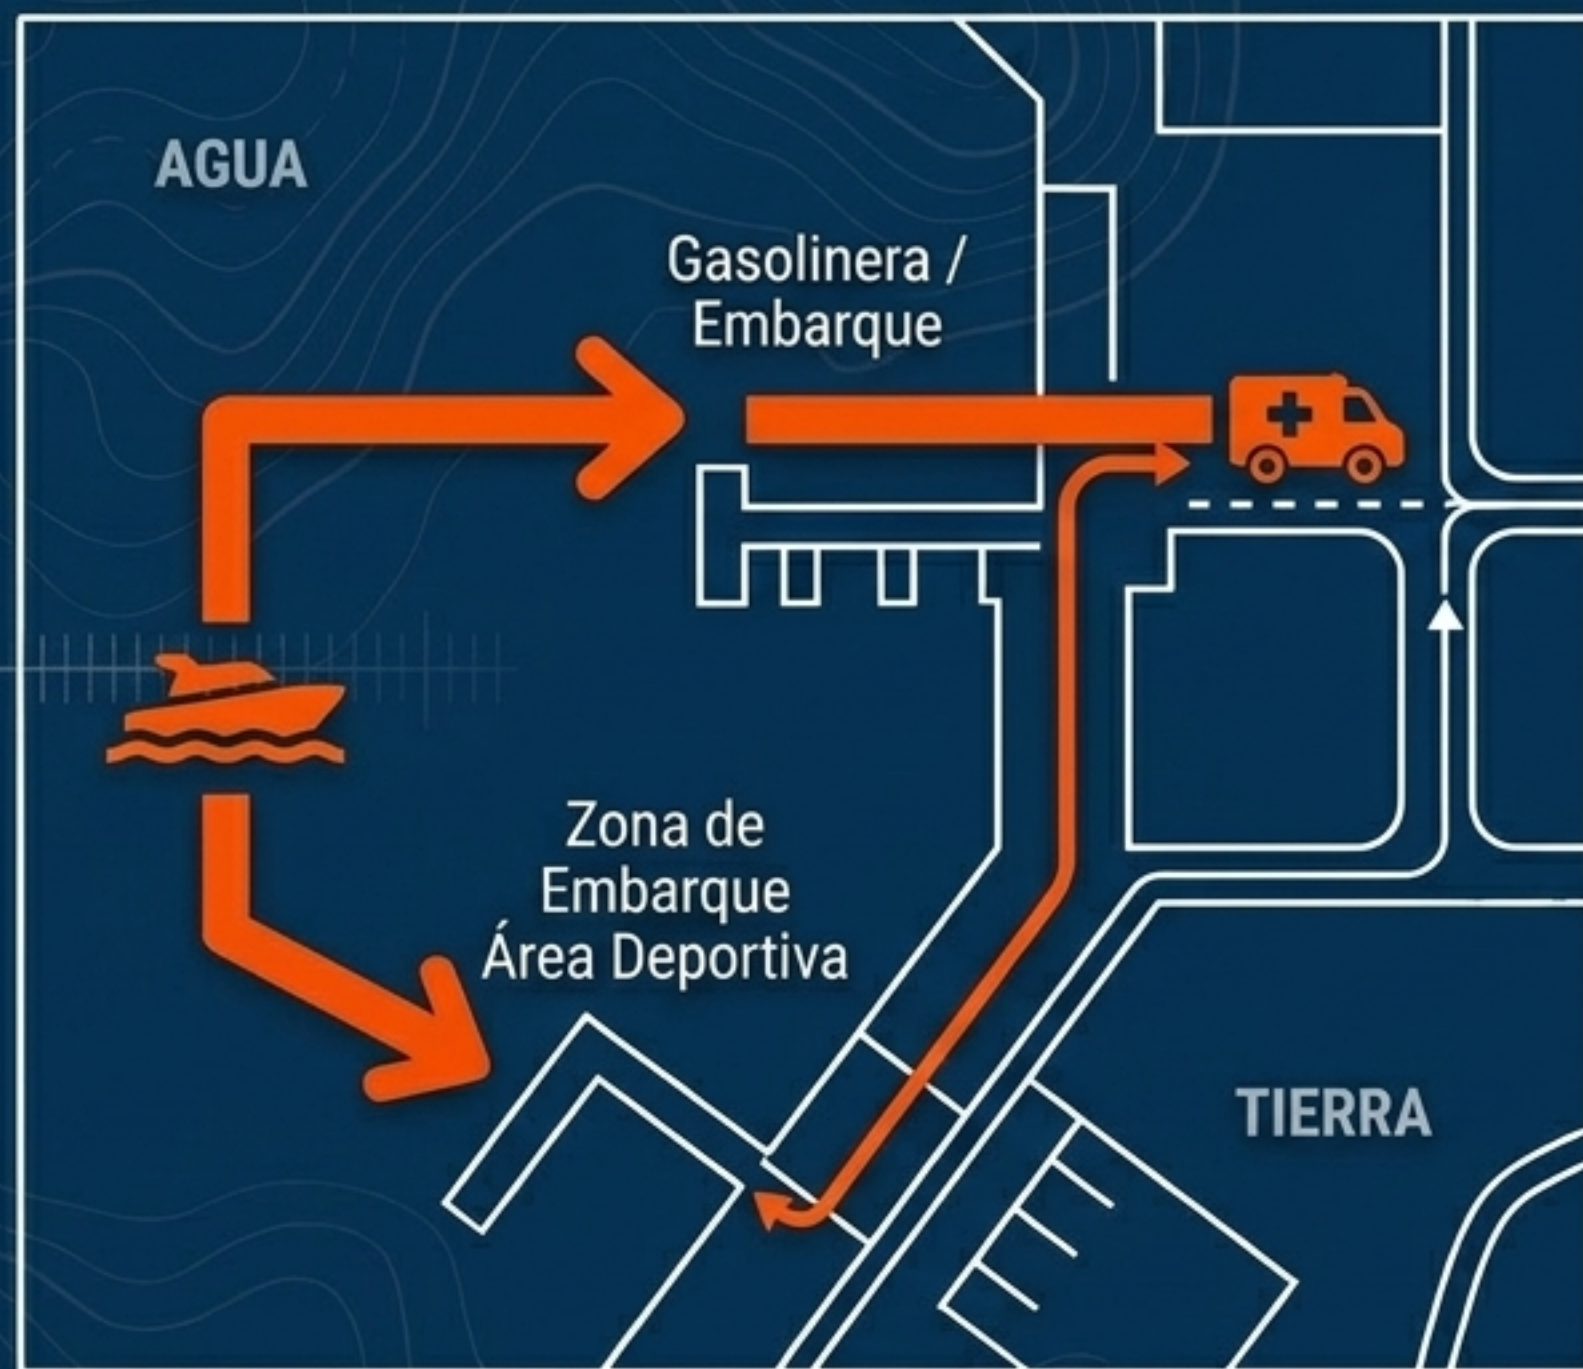 AGUA
Gasolinera /
Embarque
Zona de
Embarque
Área Deportiva
TIERRA